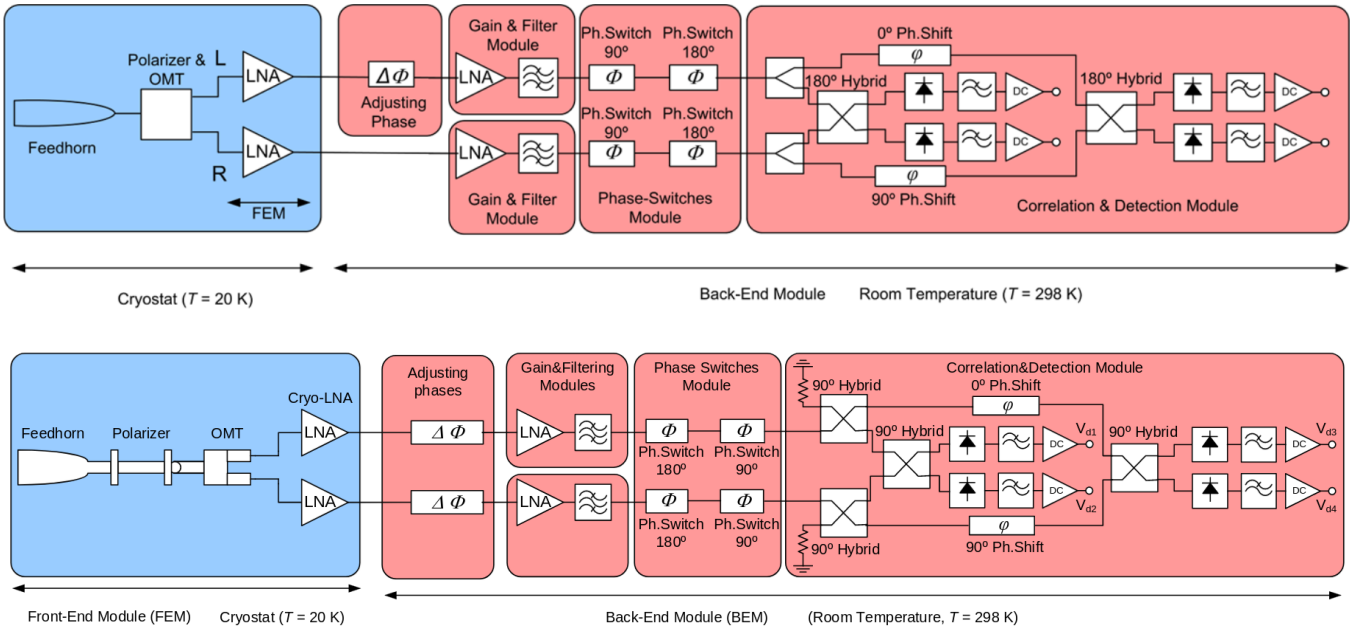 Gain & Filter
Module
Ph.Switch
90º
Ph.Switch
180º
0º Ph.Shift
φ
Polarizer &
OMT
L
LNA
ΔΦ
Adjusting
Phase
LNA
Φ
Φ
180º Hybrid
DC
180º Hybrid
DC
Feedhorn
Ph.Switch
90º
Ph.Switch
180º
R
LNA
LNA
Φ
Φ
DC
DC
φ
90º Ph.Shift
FEM
Gain & Filter
Module
Phase-Switches
Module
Correlation & Detection Module
Cryostat (T = 20 K)
Back-End Module
Room Temperature (T = 298 K)
Adjusting
phases
Gain&Filtering
Modules
Phase Switches
Module
Correlation&Detection Module
Cryo-LNA
90º Hybrid
0º Ph.Shift
φ
Feedhorn
Polarizer
OMT
LNA
Δ Φ
LNA
Φ
Φ
Ph.Switch
180º
Ph.Switch
90º
90º Hybrid
DC
Vd1
90º Hybrid
DC
Vd3
LNA
Δ Φ
LNA
Φ
Φ
Ph.Switch
180º
Ph.Switch
90º
DC
Vd2
DC
Vd4
φ
90º Hybrid
90º Ph.Shift
Front-End Module (FEM)
Cryostat (T = 20 K)
Back-End Module (BEM)
(Room Temperature, T = 298 K)